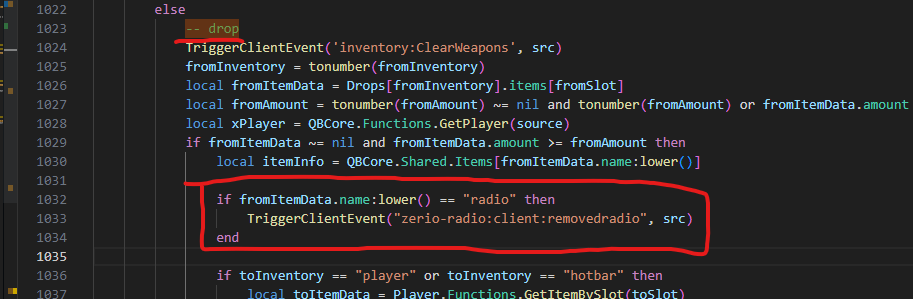 1022 else
1023 -- drop
1024 TriggerClientEvent('inventory:ClearWeapons', src)
1025 fromInventory = tonumber(fromInventory)
1026 local fromItemData = Drops[fromInventory].items[fromSlot]
1027 local fromAmount = tonumber(fromAmount) ~= nil and tonumber(fromAmount) or fromItemData.amount
1028 local xPlayer = QBCore.Functions.GetPlayer(source)
1029 if fromItemData ~= nil and fromItemData.amount >= fromAmount then
1030 local itemInfo = QBCore.Shared.Items[fromItemData.name:lower()]
1031
1032 if fromItemData.name:lower() == "radio" then
1033 TriggerClientEvent("zerio-radio:client:removedradio", src)
1034 end
1035
1036 if toInventory == "player" or toInventory == "hotbar" then
1037 local toItemData = Player.Functions.GetItemBySlot(toSlot)